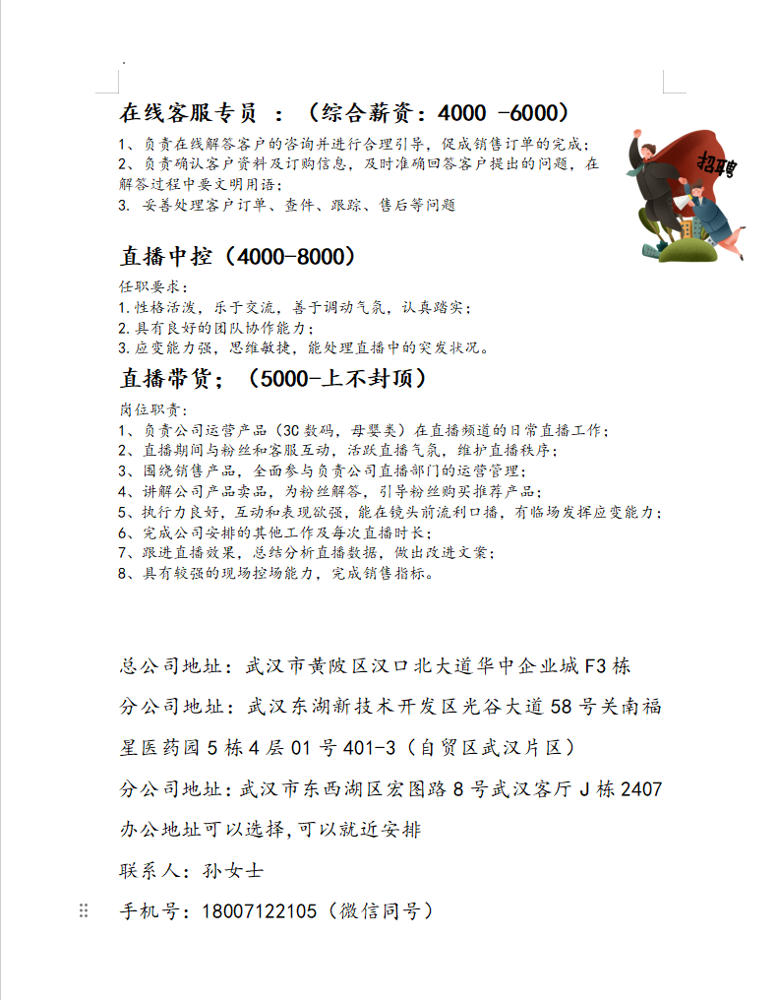 在线客服专员 ：（综合薪资：4000 -6000）
招聘
1、负责在线解答客户的咨询并进行合理引导，促成销售订单的完成；
2、负责确认客户资料及订购信息，及时准确回答客户提出的问题，在
解答过程中要文明用语；
3. 妥善处理客户订单、查件、跟踪、售后等问题
直播中控（4000-8000）
任职要求：
1.性格活泼，乐于交流，善于调动气氛，认真踏实；
2.具有良好的团队协作能力；
3.应变能力强，思维敏捷，能处理直播中的突发状况。
直播带货；（5000-上不封顶）
岗位职责：
1、负责公司运营产品（3C数码，母婴类）在直播频道的日常直播工作；
2、直播期间与粉丝和客服互动，活跃直播气氛，维护直播秩序；
3、围绕销售产品，全面参与负责公司直播部门的运营管理；
4、讲解公司产品卖品，为粉丝解答，引导粉丝购买推荐产品；
5、执行力良好，互动和表现欲强，能在镜头前流利口播，有临场发挥应变能力；
6、完成公司安排的其他工作及每次直播时长；
7、跟进直播效果，总结分析直播数据，做出改进文案；
8、具有较强的现场控场能力，完成销售指标。
总公司地址：武汉市黄陂区汉口北大道华中企业城F3栋
分公司地址：武汉东湖新技术开发区光谷大道58号关南福
星医药园5栋4层01号401-3（自贸区武汉片区）
分公司地址：武汉市东西湖区宏图路8号武汉客厅J栋2407
办公地址可以选择,可以就近安排
联系人：孙女士
手机号：18007122105（微信同号）